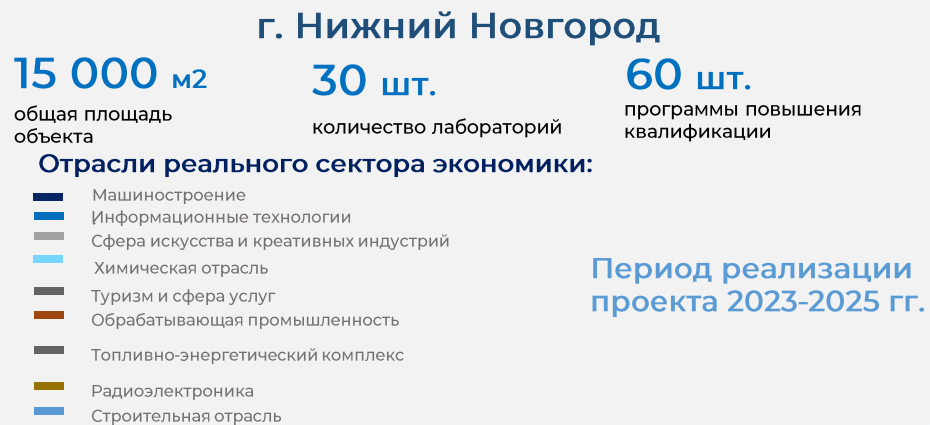 г. Нижний Новгород
15 000 м2
общая площадь
объекта
30 шт.
количество лабораторий
60 шт.
программы повышения
квалификации
Отрасли реального сектора экономики:
Машиностроение
Информационные технологии
Сфера искусства и креативных индустрий
Химическая отрасль
Туризм и сфера услуг
Обрабатывающая промышленность
Топливно-энергетический комплекс
Радиоэлектроника
Строительная отрасль
Период реализации
проекта 2023-2025 гг.